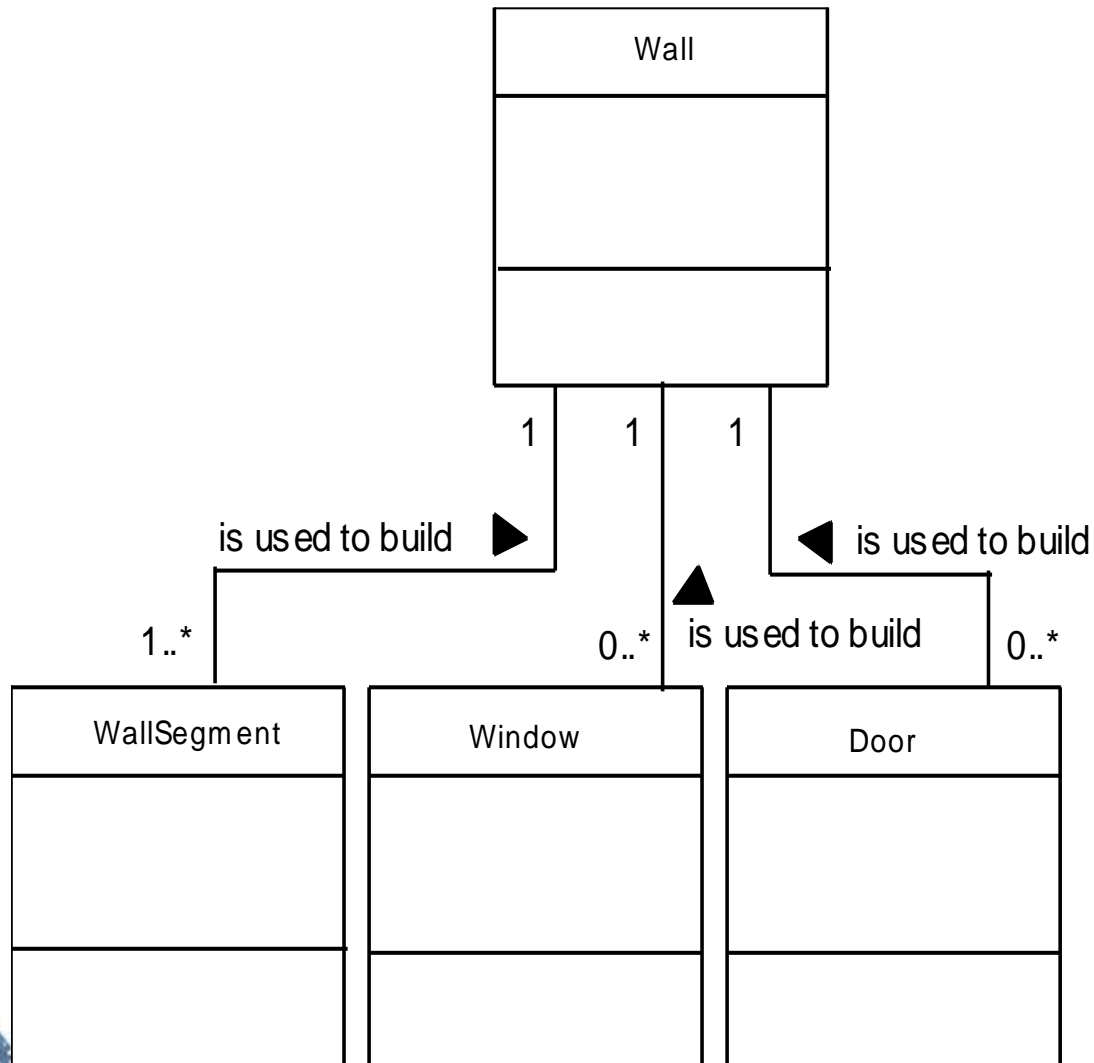 Wall
1 1 1
is used to build
is used to build
is used to build
1..*
0..*
0..*
WallSegment
Window
Door